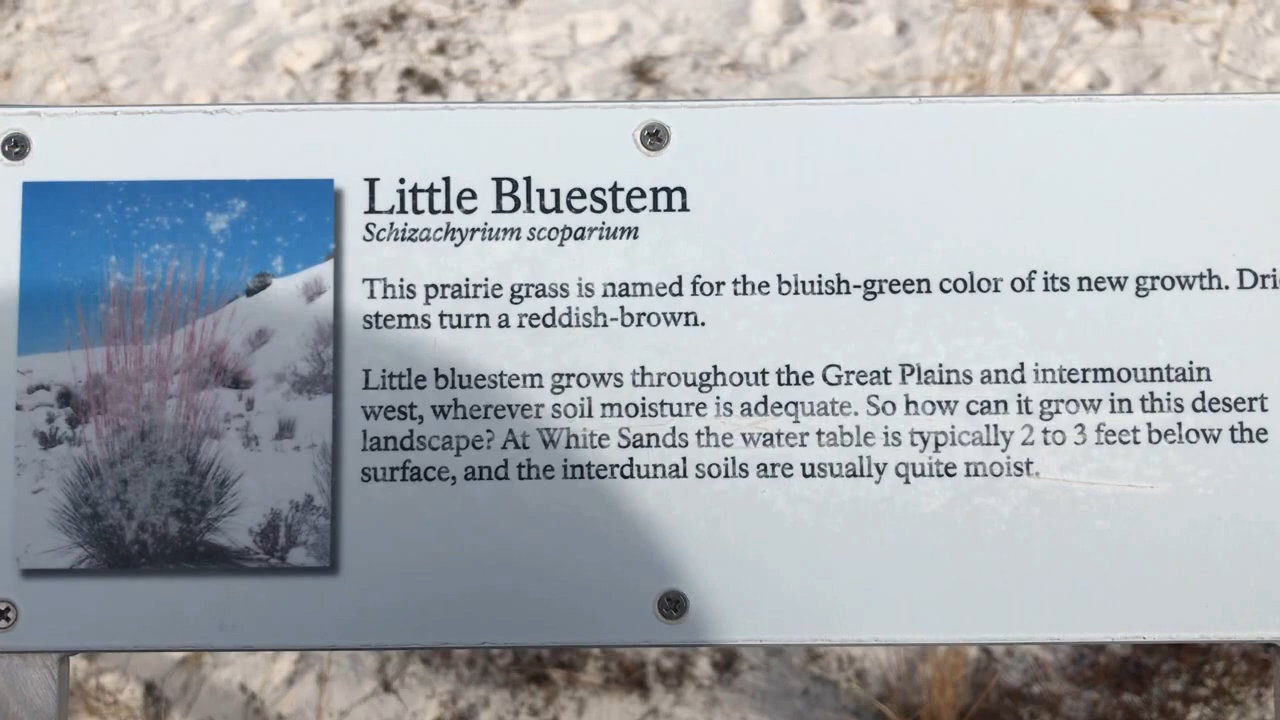 Little Bluestem
Schizachyrium scoparium
This prairie grass is named for the bluish-green color of its new growth.
stems turn a reddish-brown.
Little bluestem grows throughout the Great Plains and intermountain
west, wherever soil moisture is adequate. So how can it grow in this desert
landscape? At White Sands the water table is typically 2 to 3 feet below the
surface, and the interdunal soils are usually quite moist.